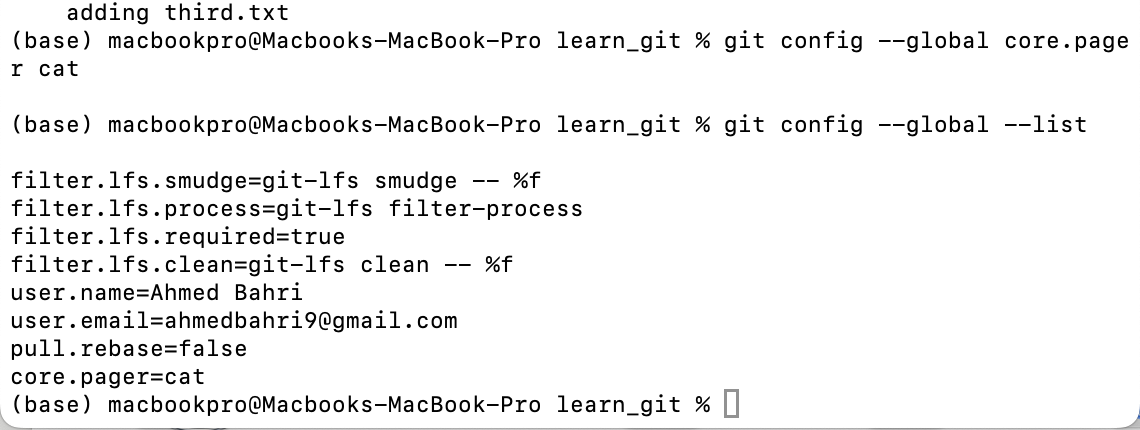 adding third.txt
(base) macbookpro@Macbooks-MacBook-Pro learn_git % git config --global core.page
r cat
(base) macbookpro@Macbooks-MacBook-Pro learn_git % git config --global --list
filter.lfs.smudge=git-lfs smudge -- %f
filter.lfs.process=git-lfs filter-process
filter.lfs.required=true
filter.lfs.clean=git-lfs clean -- %f
user.name=Ahmed Bahri
user.email=ahmedbahri9@gmail.com
pull.rebase=false
core.pager=cat
(base) macbookpro@Macbooks-MacBook-Pro learn_git %